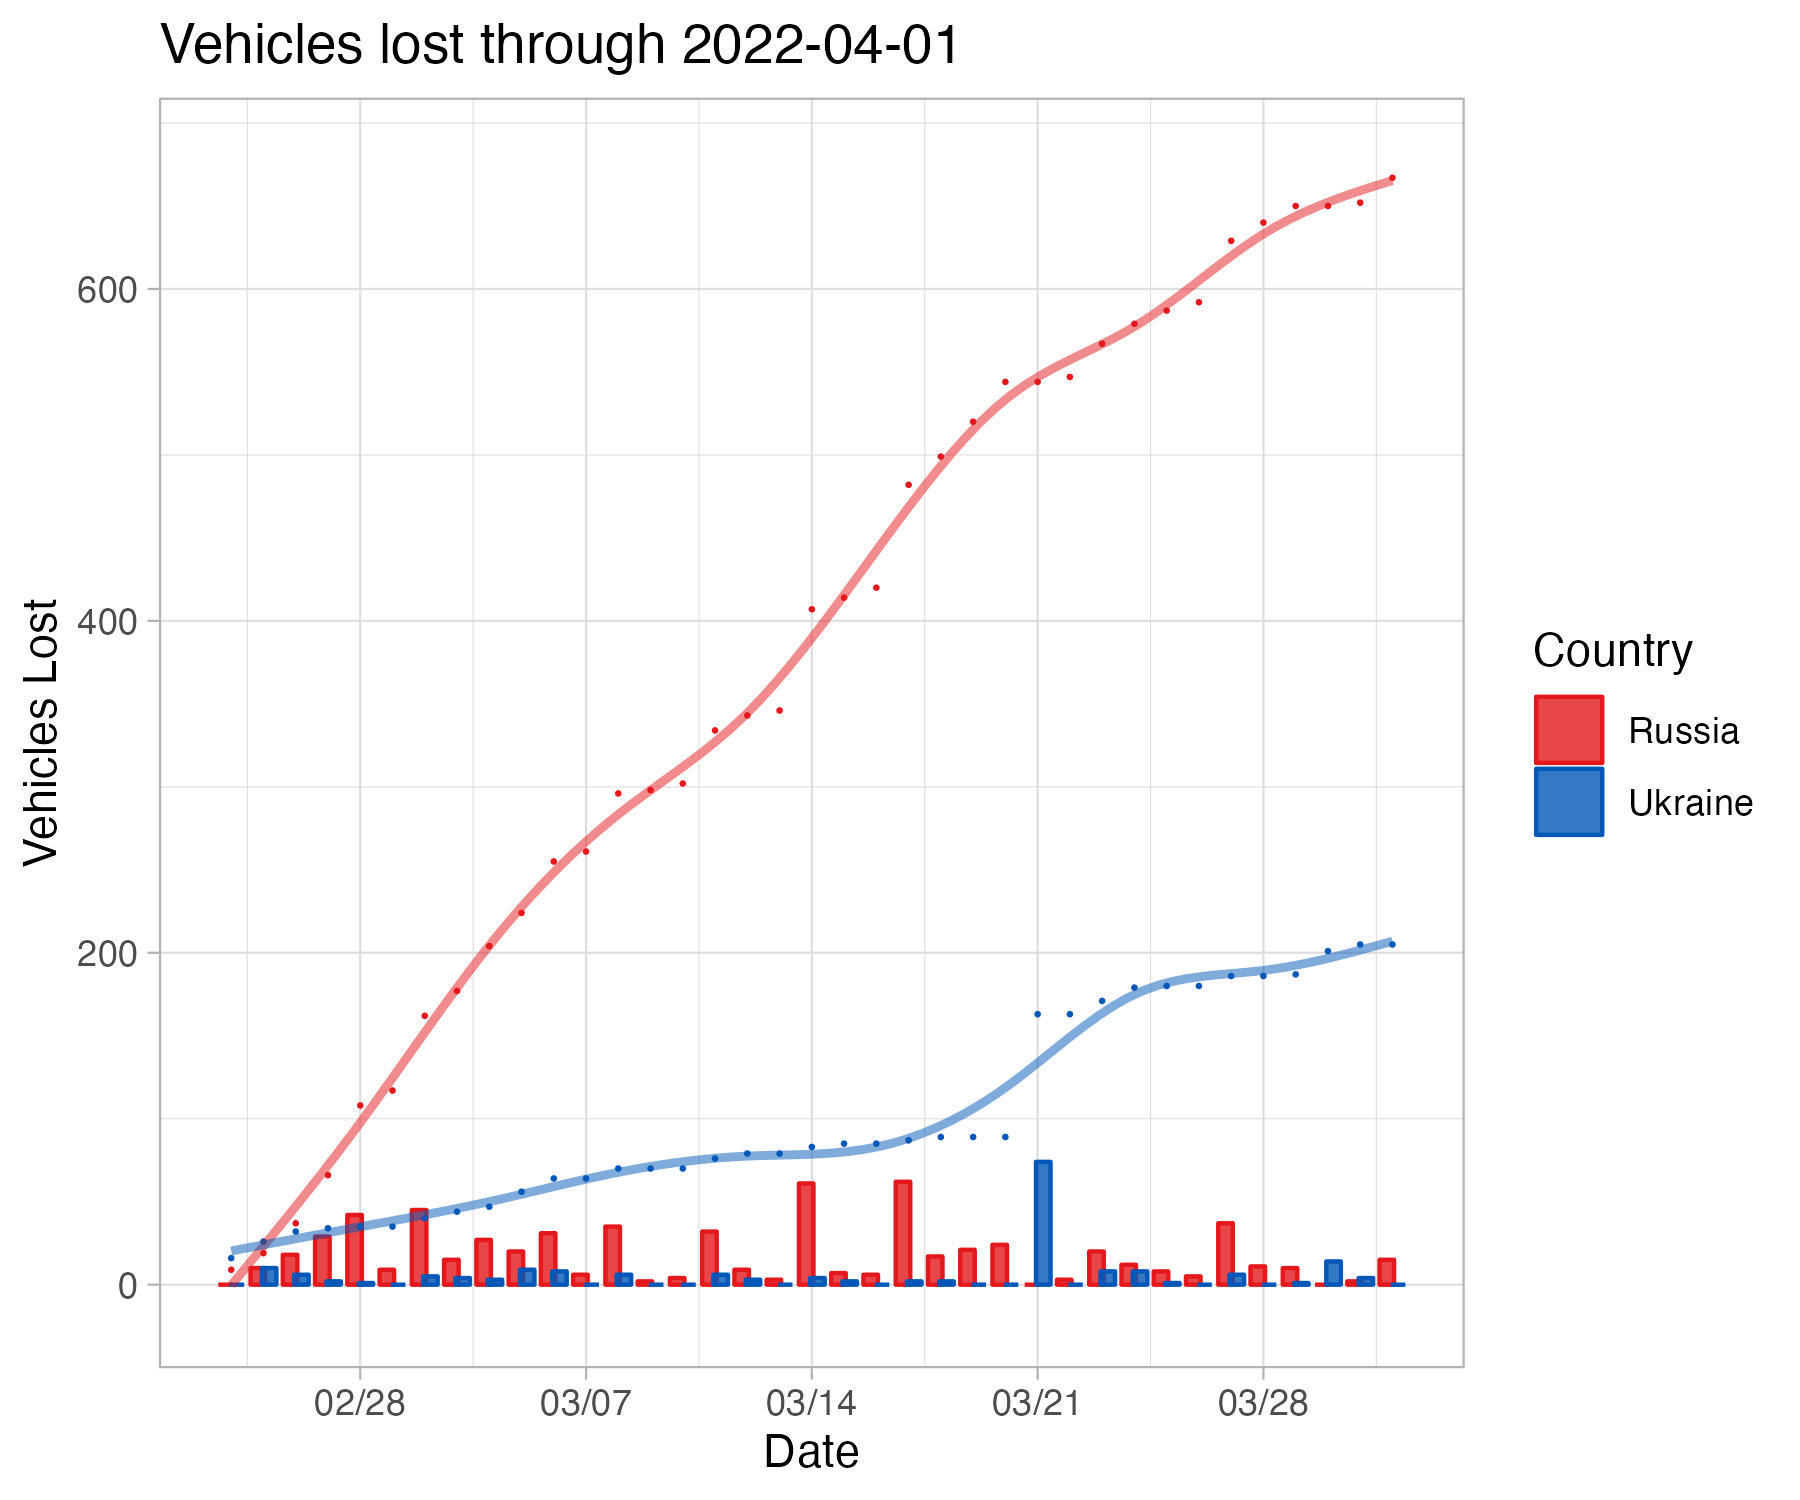 Vehicles lost through 2022-04-01
Vehicles Lost
600
400
200
0
02/28 03/07 03/14 03/21 03/28
Date
Country
Russia
Ukraine